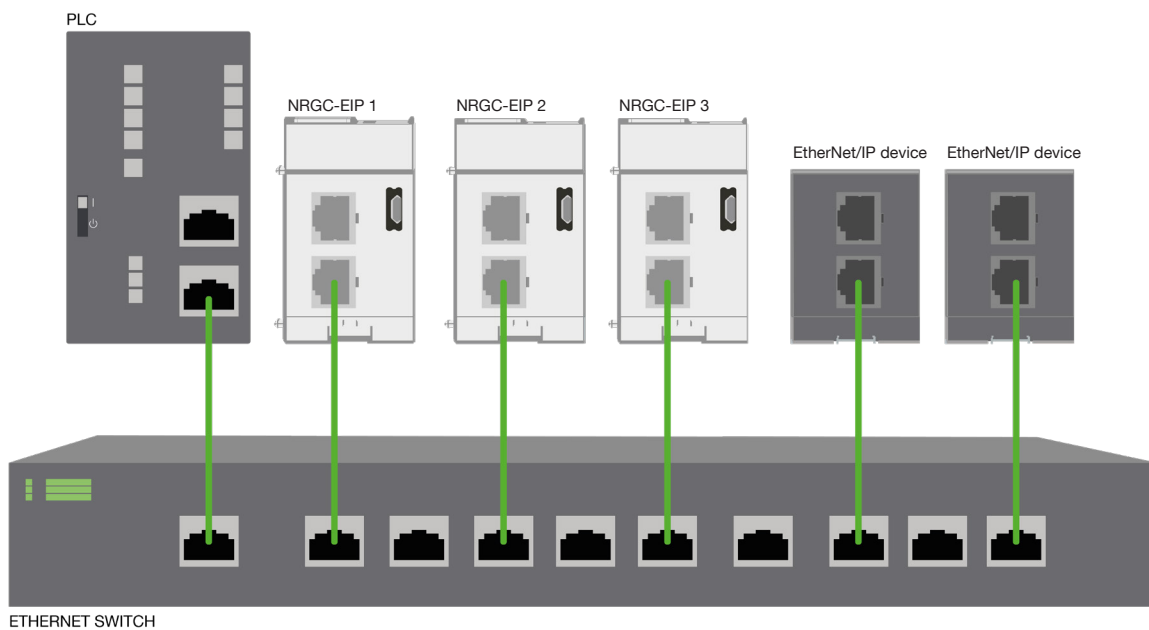 PLC
NRGC-EIP 1
NRGC-EIP 2
NRGC-EIP 3
EtherNet/IP device
EtherNet/IP device
ETHERNET SWITCH